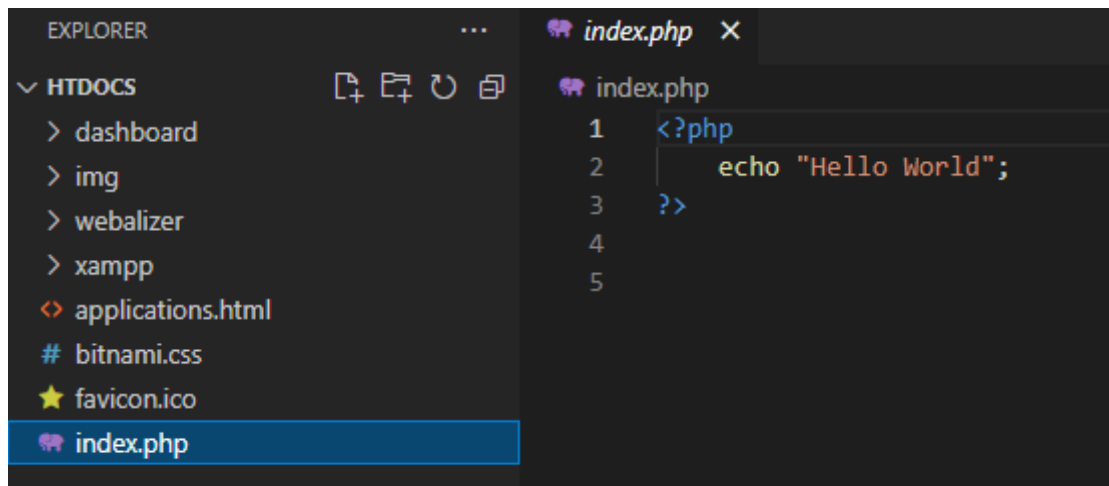 EXPLORER
HTDOCS
dashboard
img
webalizer
xampp
applications.html
bitnami.css
favicon.ico
index.php
index.php
index.php
1 <?php
2 echo "Hello World";
3 ?>
4
5